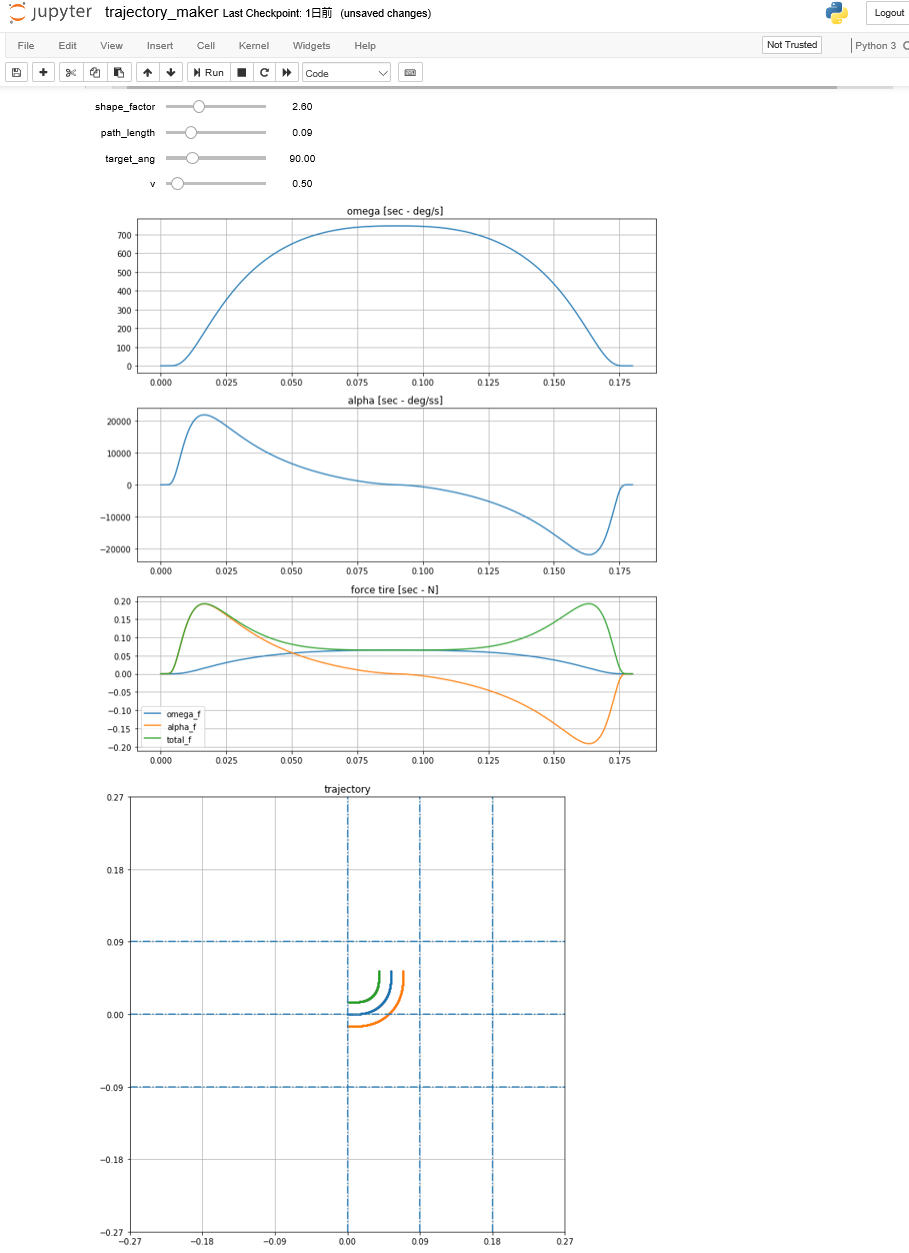 jupyter trajectory_maker Last Checkpoint: 1日前 (unsaved changes) Logout
File Edit View Insert Cell Kernel Widgets Help Not Trusted Python 3
Run Code
shape_factor 2.60
path_length 0.09
target_ang 90.00
v 0.50
omega [sec - deg/s]
700
600
500
400
300
200
100
0
0.000 0.025 0.050 0.075 0.100 0.125 0.150 0.175
alpha [sec - deg/ss]
20000
10000
0
−10000
−20000
0.000 0.025 0.050 0.075 0.100 0.125 0.150 0.175
force tire [sec - N]
0.20
0.15
0.10
0.05
0.00
−0.05
−0.10
−0.15
−0.20
omega_f
alpha_f
total_f
0.000 0.025 0.050 0.075 0.100 0.125 0.150 0.175
trajectory
0.27
0.18
0.09
0.00
−0.09
−0.18
−0.27
−0.27 −0.18 −0.09 0.00 0.09 0.18 0.27